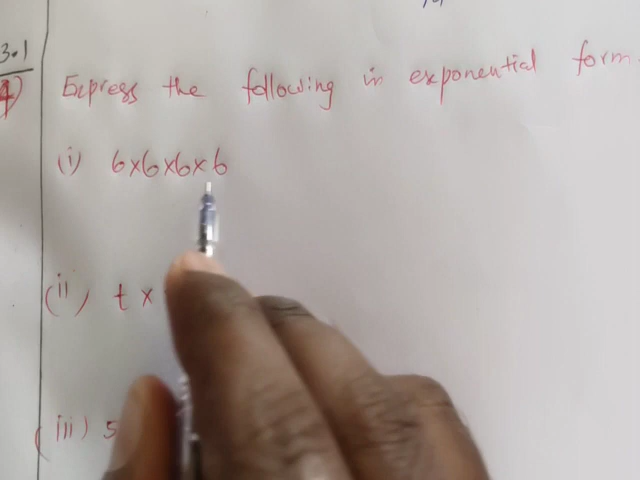 3.1
4) Express the following in exponential form.
(i) 6×6×6×6
(ii) t ×
(iii) 5